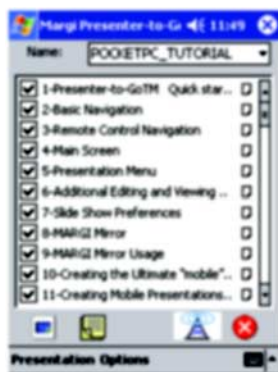 Margi Presenter-to-Go 11:49
Name: POCKETPC_TUTORIAL
1-Presenter-to-GoTM Quick star..
2-Basic Navigation
3-Remote Control Navigation
4-Main Screen
5-Presentation Menu
6-Additional Editing and Viewing ..
7-Slide Show Preferences
8-MARGI Mirror
9-MARGI Mirror Usage
10-Creating the Ultimate "mobile"..
11-Creating Mobile Presentations..
Presentation Options